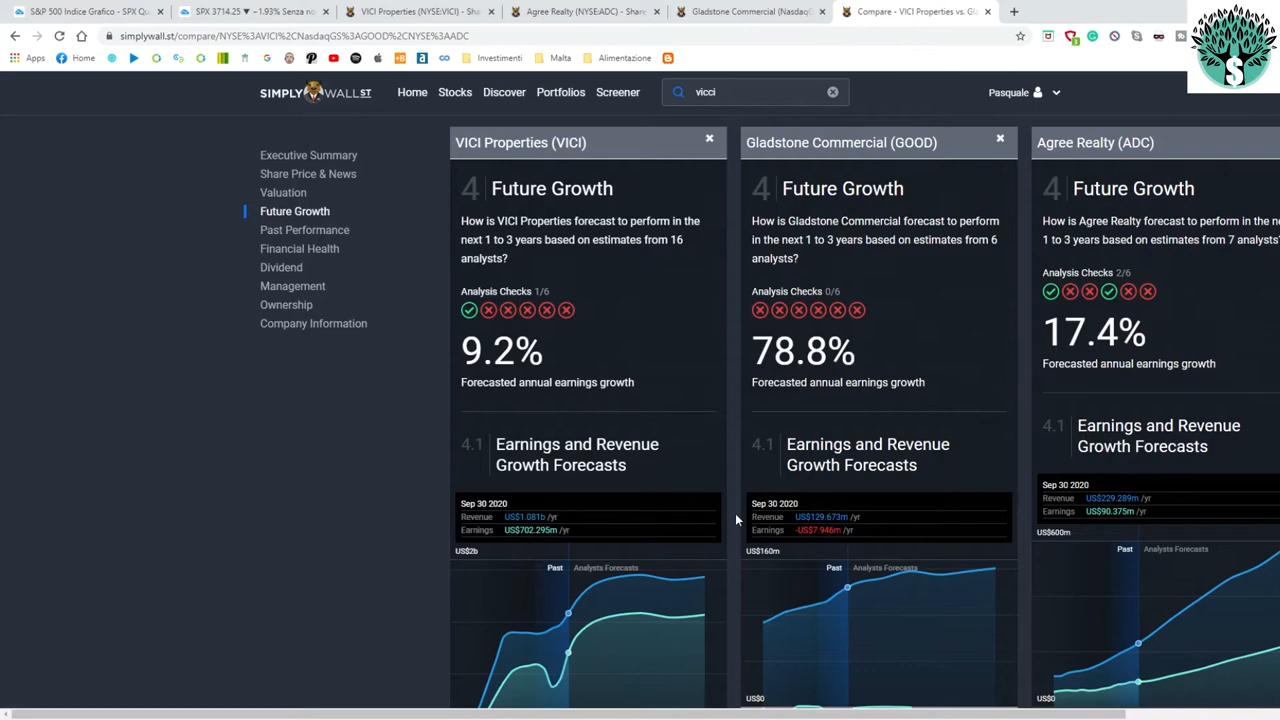 S&P 500 Indice Grafico - SPX Qu
SPX 3714.25 ▼ −1.93% Senza no
VICI Properties (NYSE:VICI) - Sha
Agree Realty (NYSE:ADC) - Share
Gladstone Commercial (NasdaqG
Compare - VICI Properties vs. Gla
simplywall.st/compare/NYSE%3AVICI%2CNasdaqGS%3AGOOD%2CNYSE%3AADC
Apps
Home
Investimenti
Malta
Alimentazione
$
SIMPLY WALL ST
Home
Stocks
Discover
Portfolios
Screener
vicci
Pasquale
Executive Summary
Share Price & News
Valuation
Future Growth
Past Performance
Financial Health
Dividend
Management
Ownership
Company Information
VICI Properties (VICI)
4 Future Growth
How is VICI Properties forecast to perform in the
next 1 to 3 years based on estimates from 16
analysts?
Analysis Checks 1/6
9.2%
Forecasted annual earnings growth
4.1 Earnings and Revenue
Growth Forecasts
Sep 30 2020
Revenue US$1.081b /yr
Earnings US$702.295m /yr
US$2b
Past
Analysts Forecasts
Gladstone Commercial (GOOD)
4 Future Growth
How is Gladstone Commercial forecast to perform
in the next 1 to 3 years based on estimates from 6
analysts?
Analysis Checks 0/6
78.8%
Forecasted annual earnings growth
4.1 Earnings and Revenue
Growth Forecasts
Sep 30 2020
Revenue US$129.673m /yr
Earnings -US$7.946m /yr
US$160m
Past
Analysts Forecasts
US$0
Agree Realty (ADC)
4 Future Growth
How is Agree Realty forecast to perform in the ne
1 to 3 years based on estimates from 7 analysts?
Analysis Checks 2/6
17.4%
Forecasted annual earnings growth
4.1 Earnings and Revenue
Growth Forecasts
Sep 30 2020
Revenue US$229.289m /yr
Earnings US$90.375m /yr
US$600m
Past
Analysts Forecasts
US$0